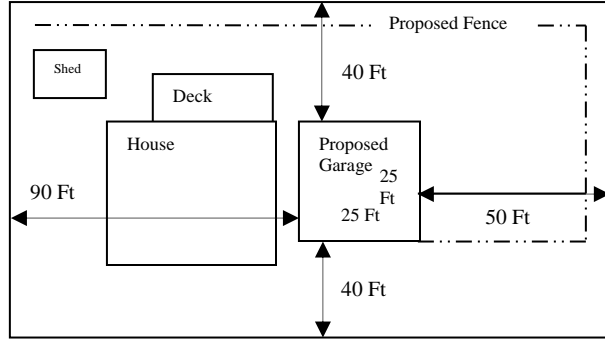 Proposed Fence
Shed
40 Ft
Deck
House
Proposed
Garage
25
Ft
25 Ft
90 Ft
50 Ft
40 Ft